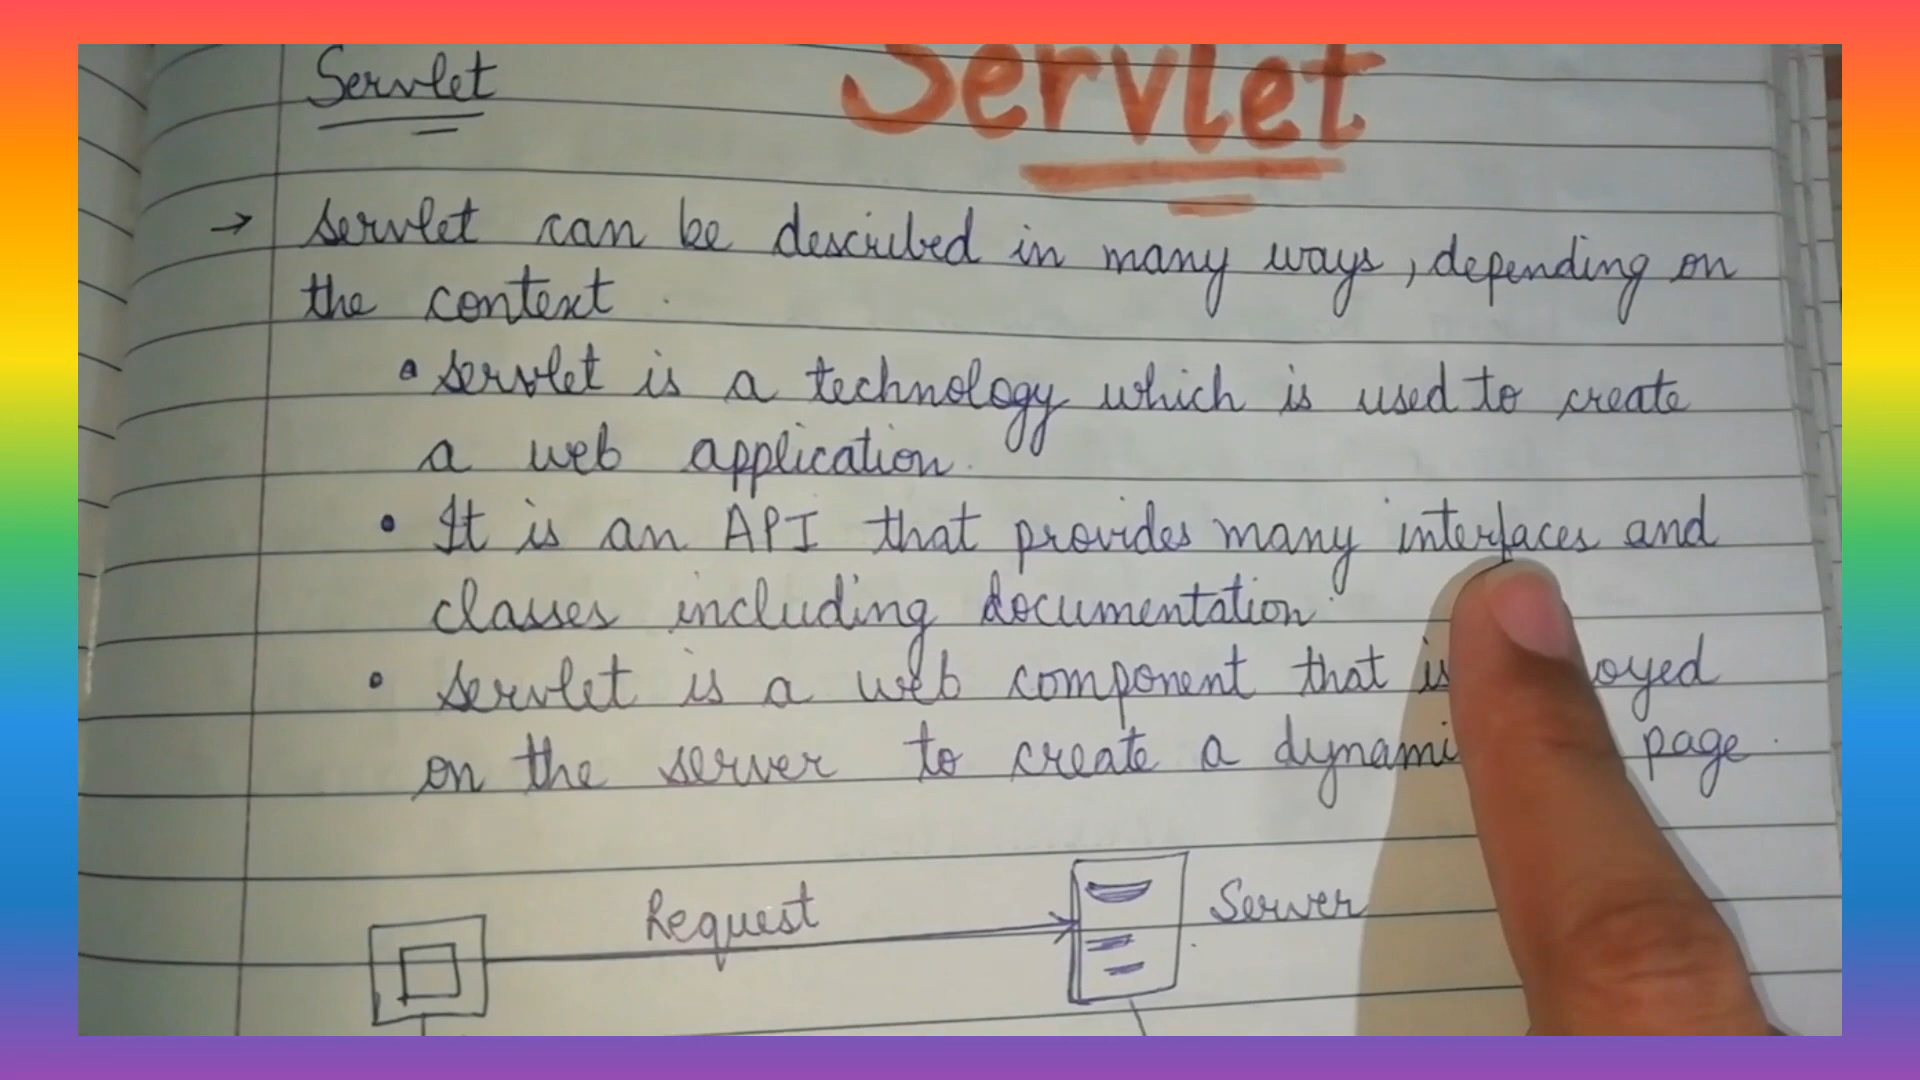 Servlet
Servlet
→ Servlet can be described in many ways, depending on
the context.
• Servlet is a technology which is used to create
a web application.
• It is an API that provides many interfaces and
classes including documentation.
• Servlet is a web component that is
on the server to create a page.
Request
Server